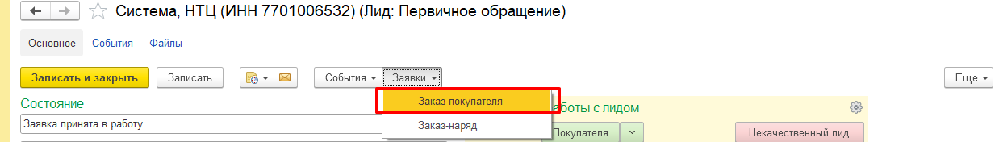 Система, НТЦ (ИНН 7701006532) (Лид: Первичное обращение)
Основное События Файлы
Записать и закрыть Записать События Заявки Еще
Состояние Заказ покупателя работы с лидом
Заявка принята в работу Заказ-наряд Покупателя Некачественный лид